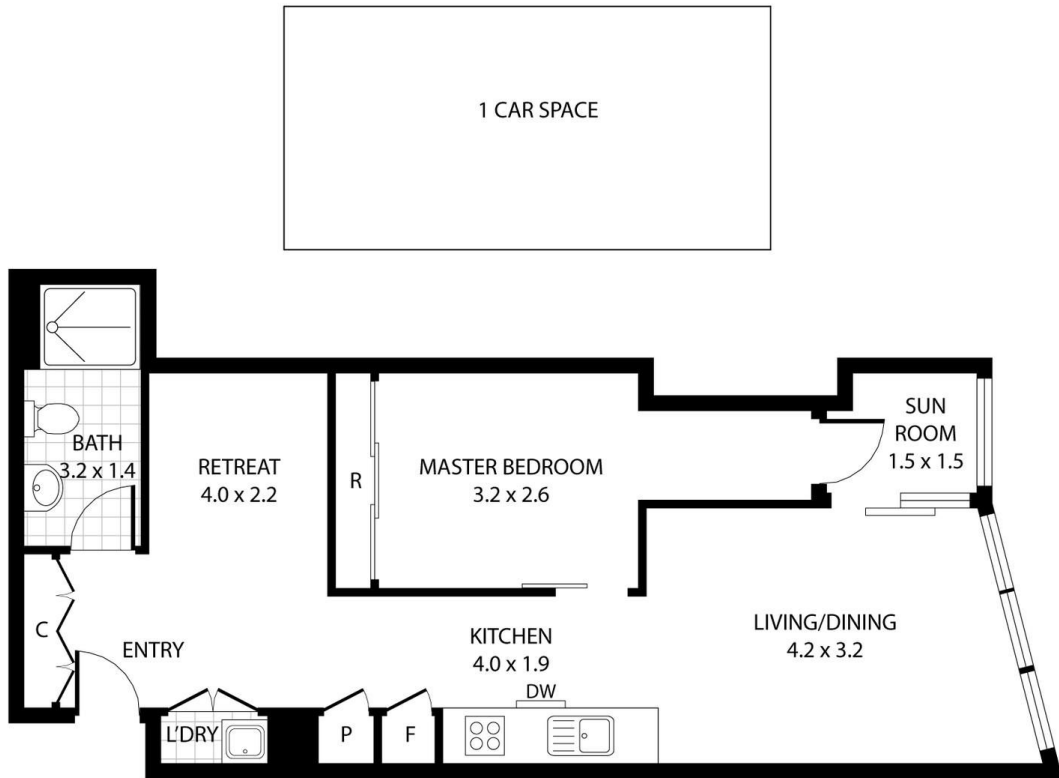 1 CAR SPACE
BATH
3.2 x 1.4
RETREAT
4.0 x 2.2
R
MASTER BEDROOM
3.2 x 2.6
SUN
ROOM
1.5 x 1.5
C
ENTRY
KITCHEN
4.0 x 1.9
DW
LIVING/DINING
4.2 x 3.2
L'DRY
P
F